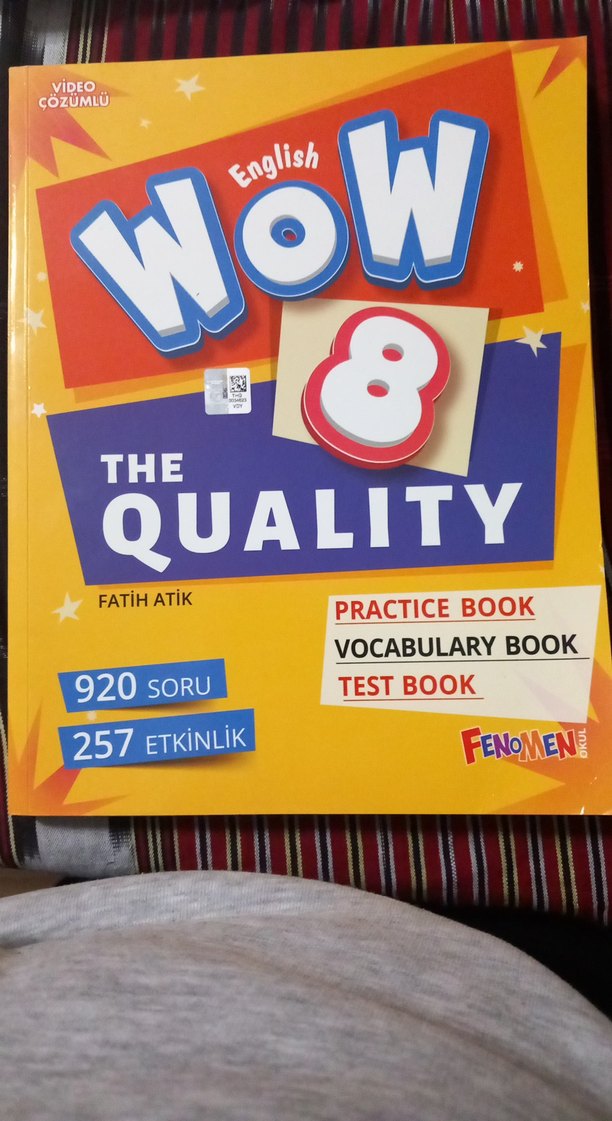 VİDEO
ÇÖZÜMLÜ
English
WOW
8
THE
QUALITY
FATİH ATİK
PRACTICE BOOK
VOCABULARY BOOK
TEST BOOK
920 SORU
257 ETKİNLİK
FENOMEN OKUL